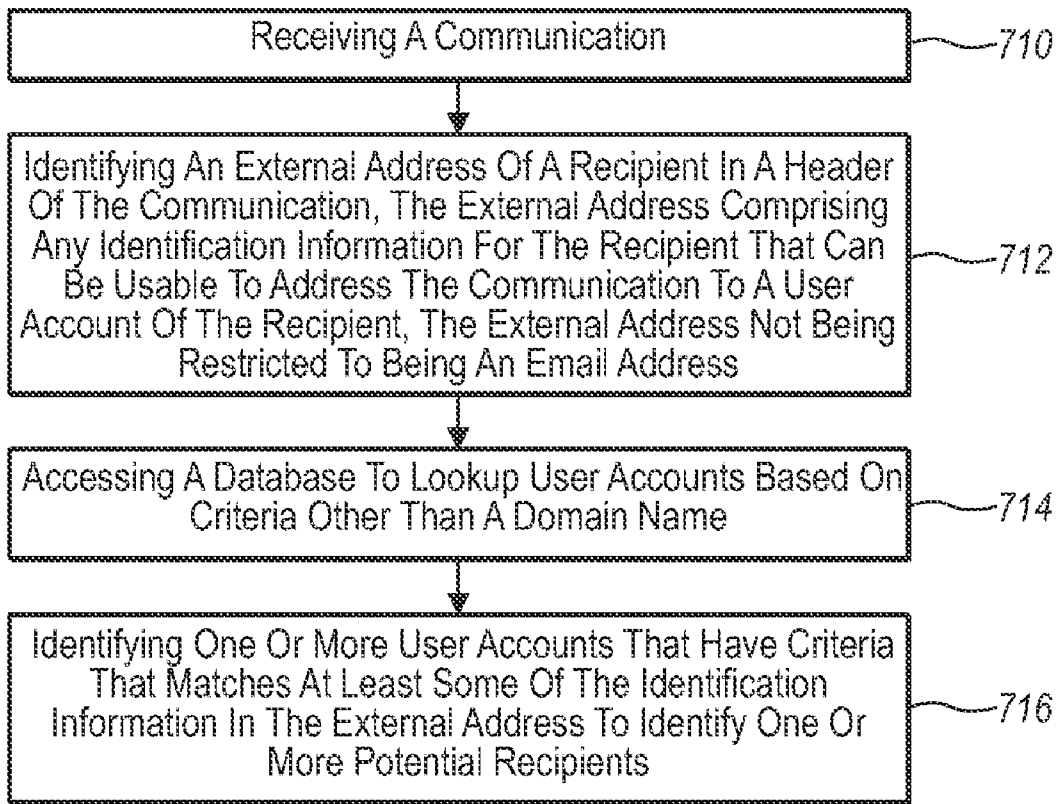 Receiving A Communication
710
Identifying An External Address Of A Recipient In A Header
Of The Communication, The External Address Comprising
Any Identification Information For The Recipient That Can
Be Usable To Address The Communication To A User
Account Of The Recipient, The External Address Not Being
Restricted To Being An Email Address
712
Accessing A Database To Lookup User Accounts Based On
Criteria Other Than A Domain Name
714
Identifying One Or More User Accounts That Have Criteria
That Matches At Least Some Of The Identification
Information In The External Address To Identify One Or
More Potential Recipients
716